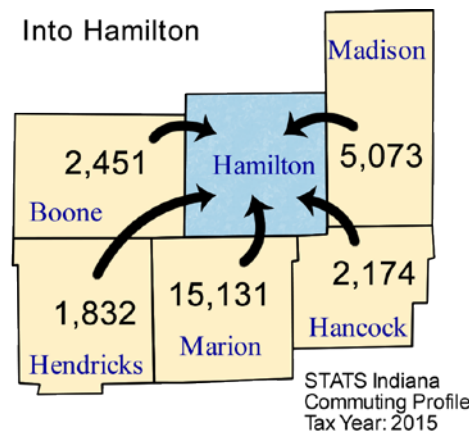 Into Hamilton
Madison
2,451
Hamilton
5,073
Boone
1,832
15,131
2,174
Hendricks
Marion
Hancock
STATS Indiana
Commuting Profile
Tax Year: 2015